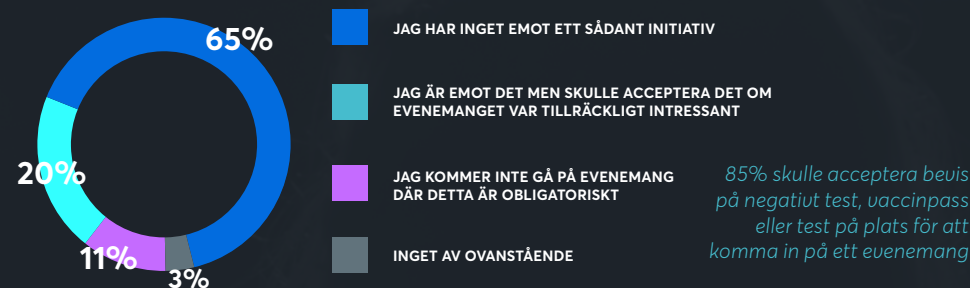 65%
20%
11%
3%
JAG HAR INGET EMOT ETT SÅDANT INITIATIV
JAG ÄR EMOT DET MEN SKULLE ACCEPTERA DET OM
EVENEMANGET VAR TILLRÄCKLIGT INTRESSANT
JAG KOMMER INTE GÅ PÅ EVENEMANG
DÄR DETTA ÄR OBLIGATORISKT
INGET AV OVANSTÅENDE
85% skulle acceptera bevis
på negativt test, vaccinpass
eller test på plats för att
komma in på ett evenemang